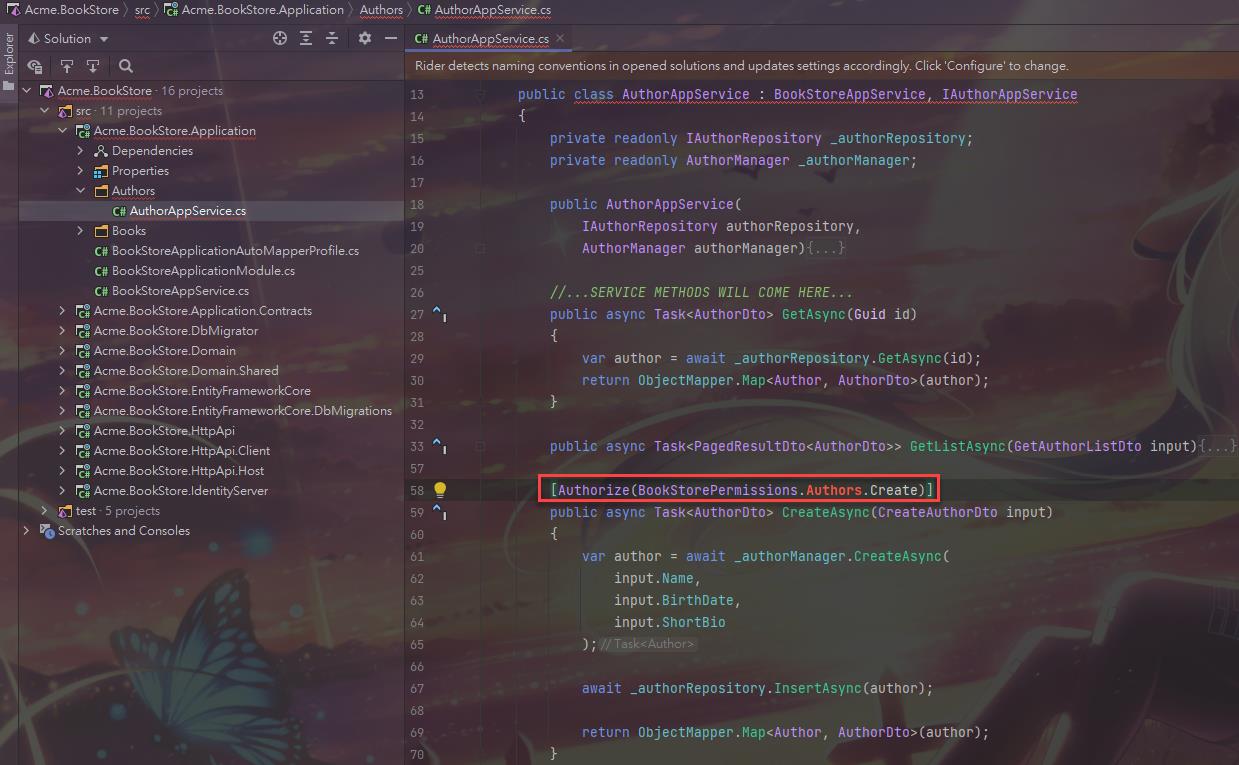 Acme.BookStore › src › Acme.BookStore.Application › Authors › C# AuthorAppService.cs
Explorer
Solution
C# AuthorAppService.cs ×
Rider detects naming conventions in opened solutions and updates settings accordingly. Click 'Configure' to change.
Acme.BookStore · 16 projects
src · 11 projects
Acme.BookStore.Application
Dependencies
Properties
Authors
C# AuthorAppService.cs
Books
C# BookStoreApplicationAutoMapperProfile.cs
C# BookStoreApplicationModule.cs
C# BookStoreAppService.cs
Acme.BookStore.Application.Contracts
Acme.BookStore.DbMigrator
Acme.BookStore.Domain
Acme.BookStore.Domain.Shared
Acme.BookStore.EntityFrameworkCore
Acme.BookStore.EntityFrameworkCore.DbMigrations
Acme.BookStore.HttpApi
Acme.BookStore.HttpApi.Client
Acme.BookStore.HttpApi.Host
Acme.BookStore.IdentityServer
test · 5 projects
Scratches and Consoles
13 public class AuthorAppService : BookStoreAppService, IAuthorAppService
14 {
15 private readonly IAuthorRepository _authorRepository;
16 private readonly AuthorManager _authorManager;
17
18 public AuthorAppService(
19 IAuthorRepository authorRepository,
20 AuthorManager authorManager){...}
25
26 //...SERVICE METHODS WILL COME HERE...
27 public async Task<AuthorDto> GetAsync(Guid id)
28 {
29 var author = await _authorRepository.GetAsync(id);
30 return ObjectMapper.Map<Author, AuthorDto>(author);
31 }
32
33 public async Task<PagedResultDto<AuthorDto>> GetListAsync(GetAuthorListDto input){...}
57
58 [Authorize(BookStorePermissions.Authors.Create)]
59 public async Task<AuthorDto> CreateAsync(CreateAuthorDto input)
60 {
61 var author = await _authorManager.CreateAsync(
62 input.Name,
63 input.BirthDate,
64 input.ShortBio
65 ); // Task<Author>
66
67 await _authorRepository.InsertAsync(author);
68
69 return ObjectMapper.Map<Author, AuthorDto>(author);
70 }